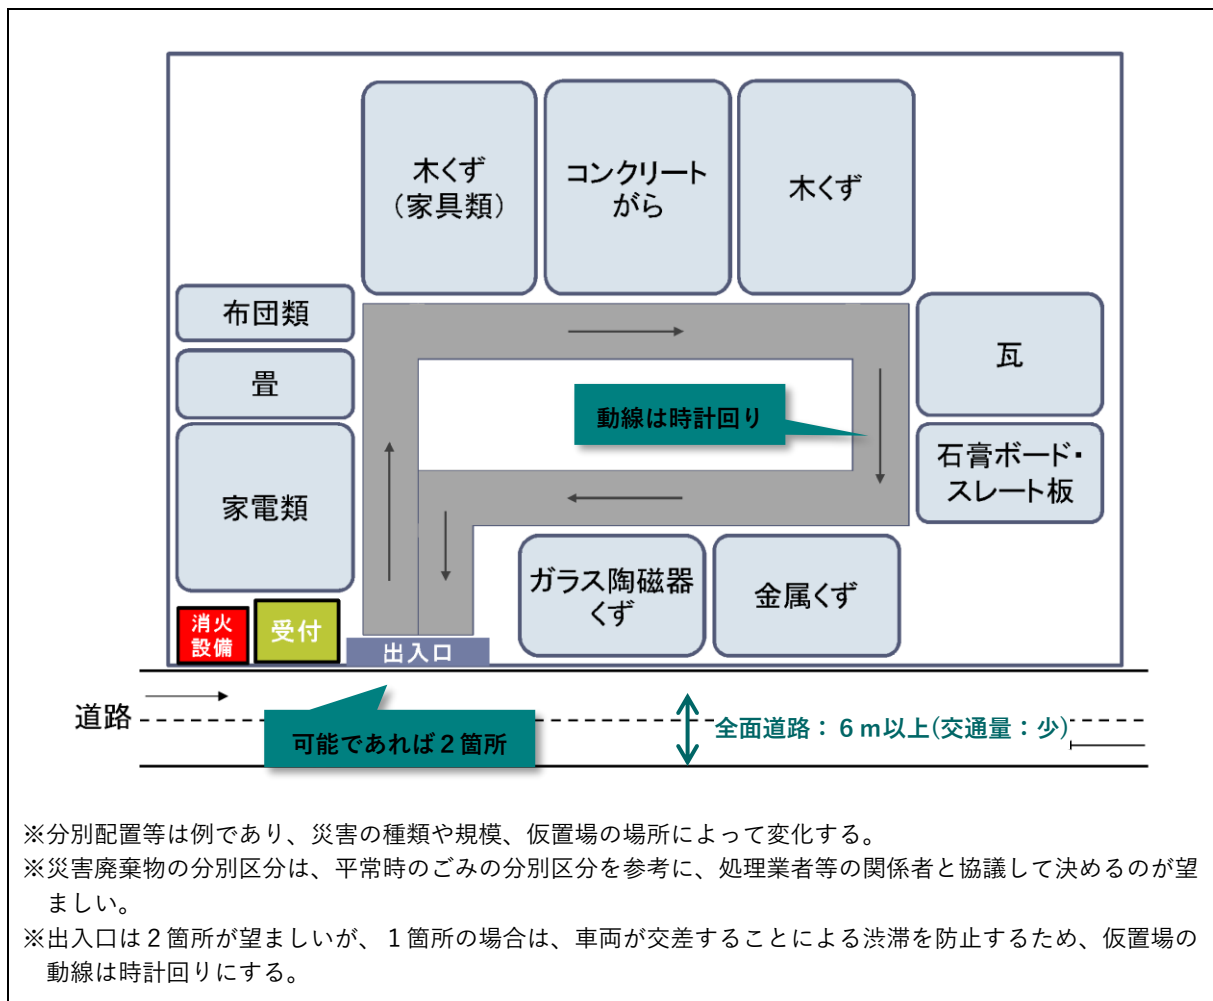 木くず
（家具類）
コンクリート
がら
木くず
布団類
畳
家電類
瓦
石膏ボード・
スレート板
動線は時計回り
ガラス陶磁器
くず
金属くず
消火
設備
受付
出入口
道路
可能であれば２箇所
全面道路：６ｍ以上(交通量：少)
※分別配置等は例であり、災害の種類や規模、仮置場の場所によって変化する。
※災害廃棄物の分別区分は、平常時のごみの分別区分を参考に、処理業者等の関係者と協議して決めるのが望
ましい。
※出入口は２箇所が望ましいが、１箇所の場合は、車両が交差することによる渋滞を防止するため、仮置場の
動線は時計回りにする。